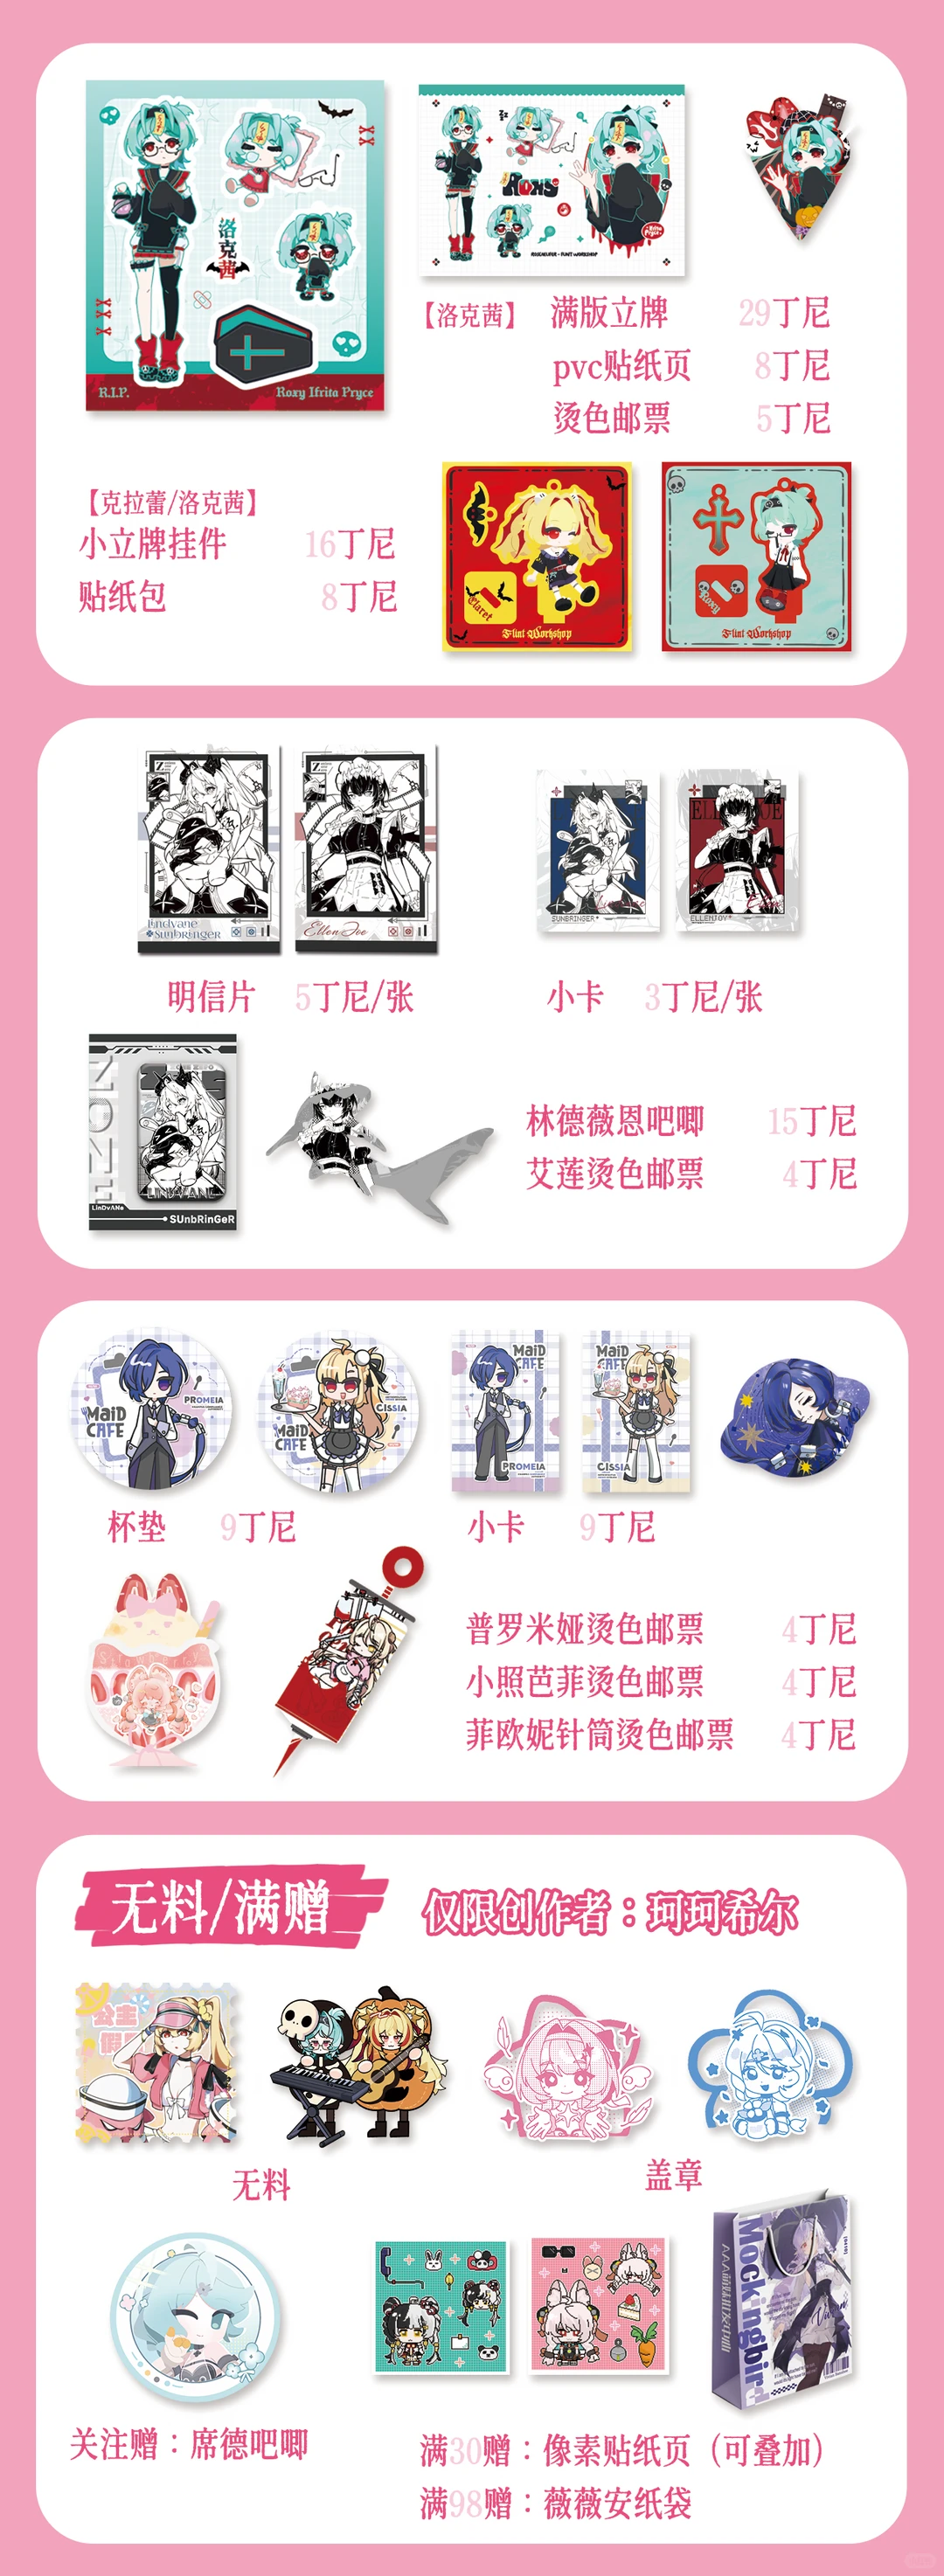 洛克茜
R.I.P.
Roxy Ifrita Pryce
ROXY
【洛克茜】 满版立牌 29丁尼
pvc贴纸页 8丁尼
烫色邮票 5丁尼
【克拉蕾/洛克茜】
小立牌挂件 16丁尼
贴纸包 8丁尼
Claret
Flint Workshop
Roxy
Flint Workshop
Lindvane
Sunbringer
Ellen Joe
SUNBRINGER
ELLENJOY
明信片 5丁尼/张
小卡 3丁尼/张
LINDVANE
LinDvANe
SUnbRinGeR
林德薇恩吧唧 15丁尼
艾莲烫色邮票 4丁尼
MaiD CAFE
PROMEIA
MaiD CAFE
CISSIA
MaiD CAFE
PROMEIA
MaiD CAFE
CISSIA
杯垫 9丁尼
小卡 9丁尼
Strawberry
普罗米娅烫色邮票 4丁尼
小照芭菲烫色邮票 4丁尼
菲欧妮针筒烫色邮票 4丁尼
无料/满赠
仅限创作者：珂珂希尔
公主
无料
盖章
Mockingbird
关注赠：席德吧唧
满30赠：像素贴纸页（可叠加）
满98赠：薇薇安纸袋